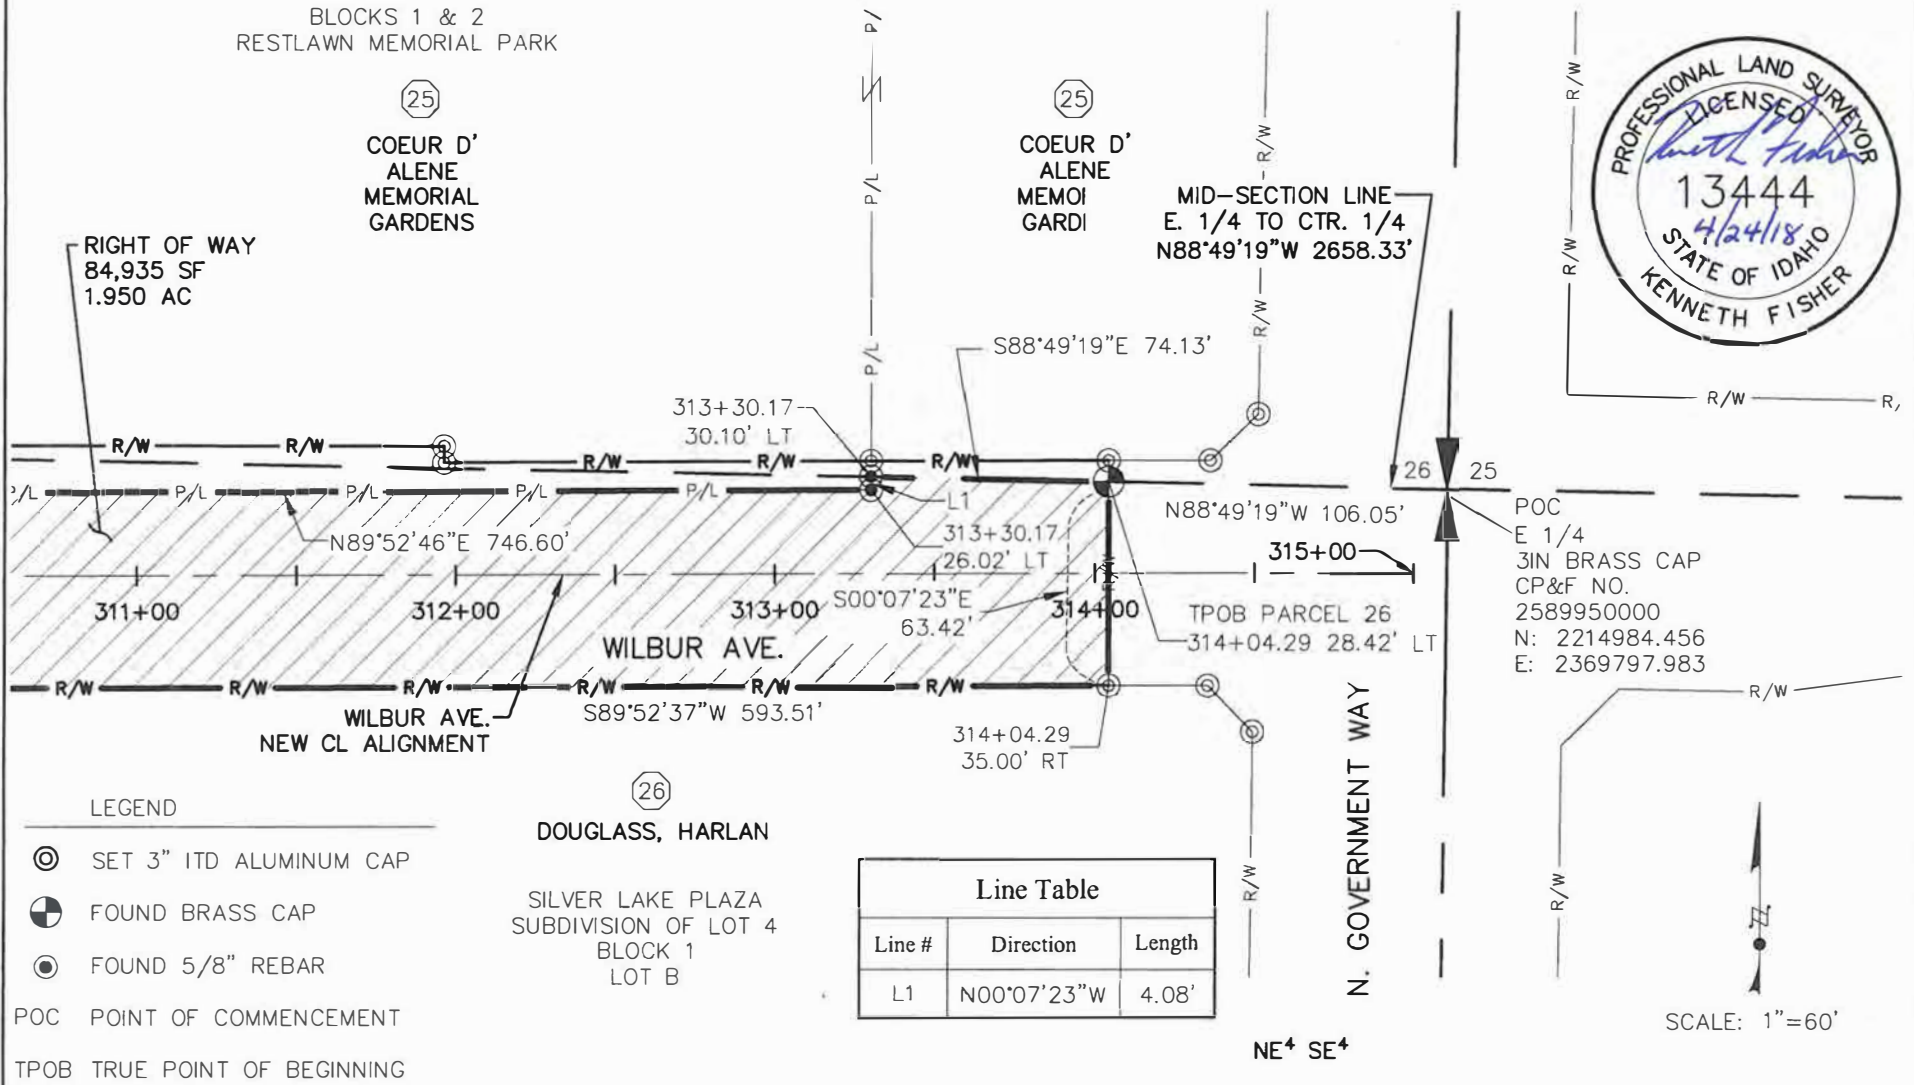 BLOCKS 1 & 2
RESTLAWN MEMORIAL PARK
25
COEUR D'
ALENE
MEMORIAL
GARDENS
25
COEUR D'
ALENE
MEMOI
GARDI
P/
P/L
P/L
R/W
R/W
R/W
R/W
PROFESSIONAL LAND SURVEYOR
LICENSED
Kenneth Fisher
13444
4/24/18
STATE OF IDAHO
KENNETH FISHER
RIGHT OF WAY
84,935 SF
1.950 AC
MID-SECTION LINE
E. 1/4 TO CTR. 1/4
N88°49'19"W 2658.33'
S88°49'19"E 74.13'
313+30.17
30.10' LT
R/W
R/,
R/W R/W R/W R/W R/W
P/L P/L P/L P/L P/L
L1
26 25
N88°49'19"W 106.05'
N89°52'46"E 746.60'
313+30.17
26.02' LT
315+00
POC
E 1/4
3IN BRASS CAP
CP&F NO.
2589950000
N: 2214984.456
E: 2369797.983
311+00 312+00 313+00 314+00
S00°07'23"E
63.42'
TPOB PARCEL 26
314+04.29 28.42' LT
WILBUR AVE.
R/W R/W R/W R/W R/W R/W
R/W
S89°52'37"W 593.51'
WILBUR AVE.
NEW CL ALIGNMENT
314+04.29
35.00' RT
N. GOVERNMENT WAY
R/W
R/W
26
DOUGLASS, HARLAN
SILVER LAKE PLAZA
SUBDIVISION OF LOT 4
BLOCK 1
LOT B
LEGEND
SET 3" ITD ALUMINUM CAP
FOUND BRASS CAP
FOUND 5/8" REBAR
POC POINT OF COMMENCEMENT
TPOB TRUE POINT OF BEGINNING
Line Table
Line # Direction Length
L1 N00°07'23"W 4.08'
NE⁴ SE⁴
SCALE: 1"=60'